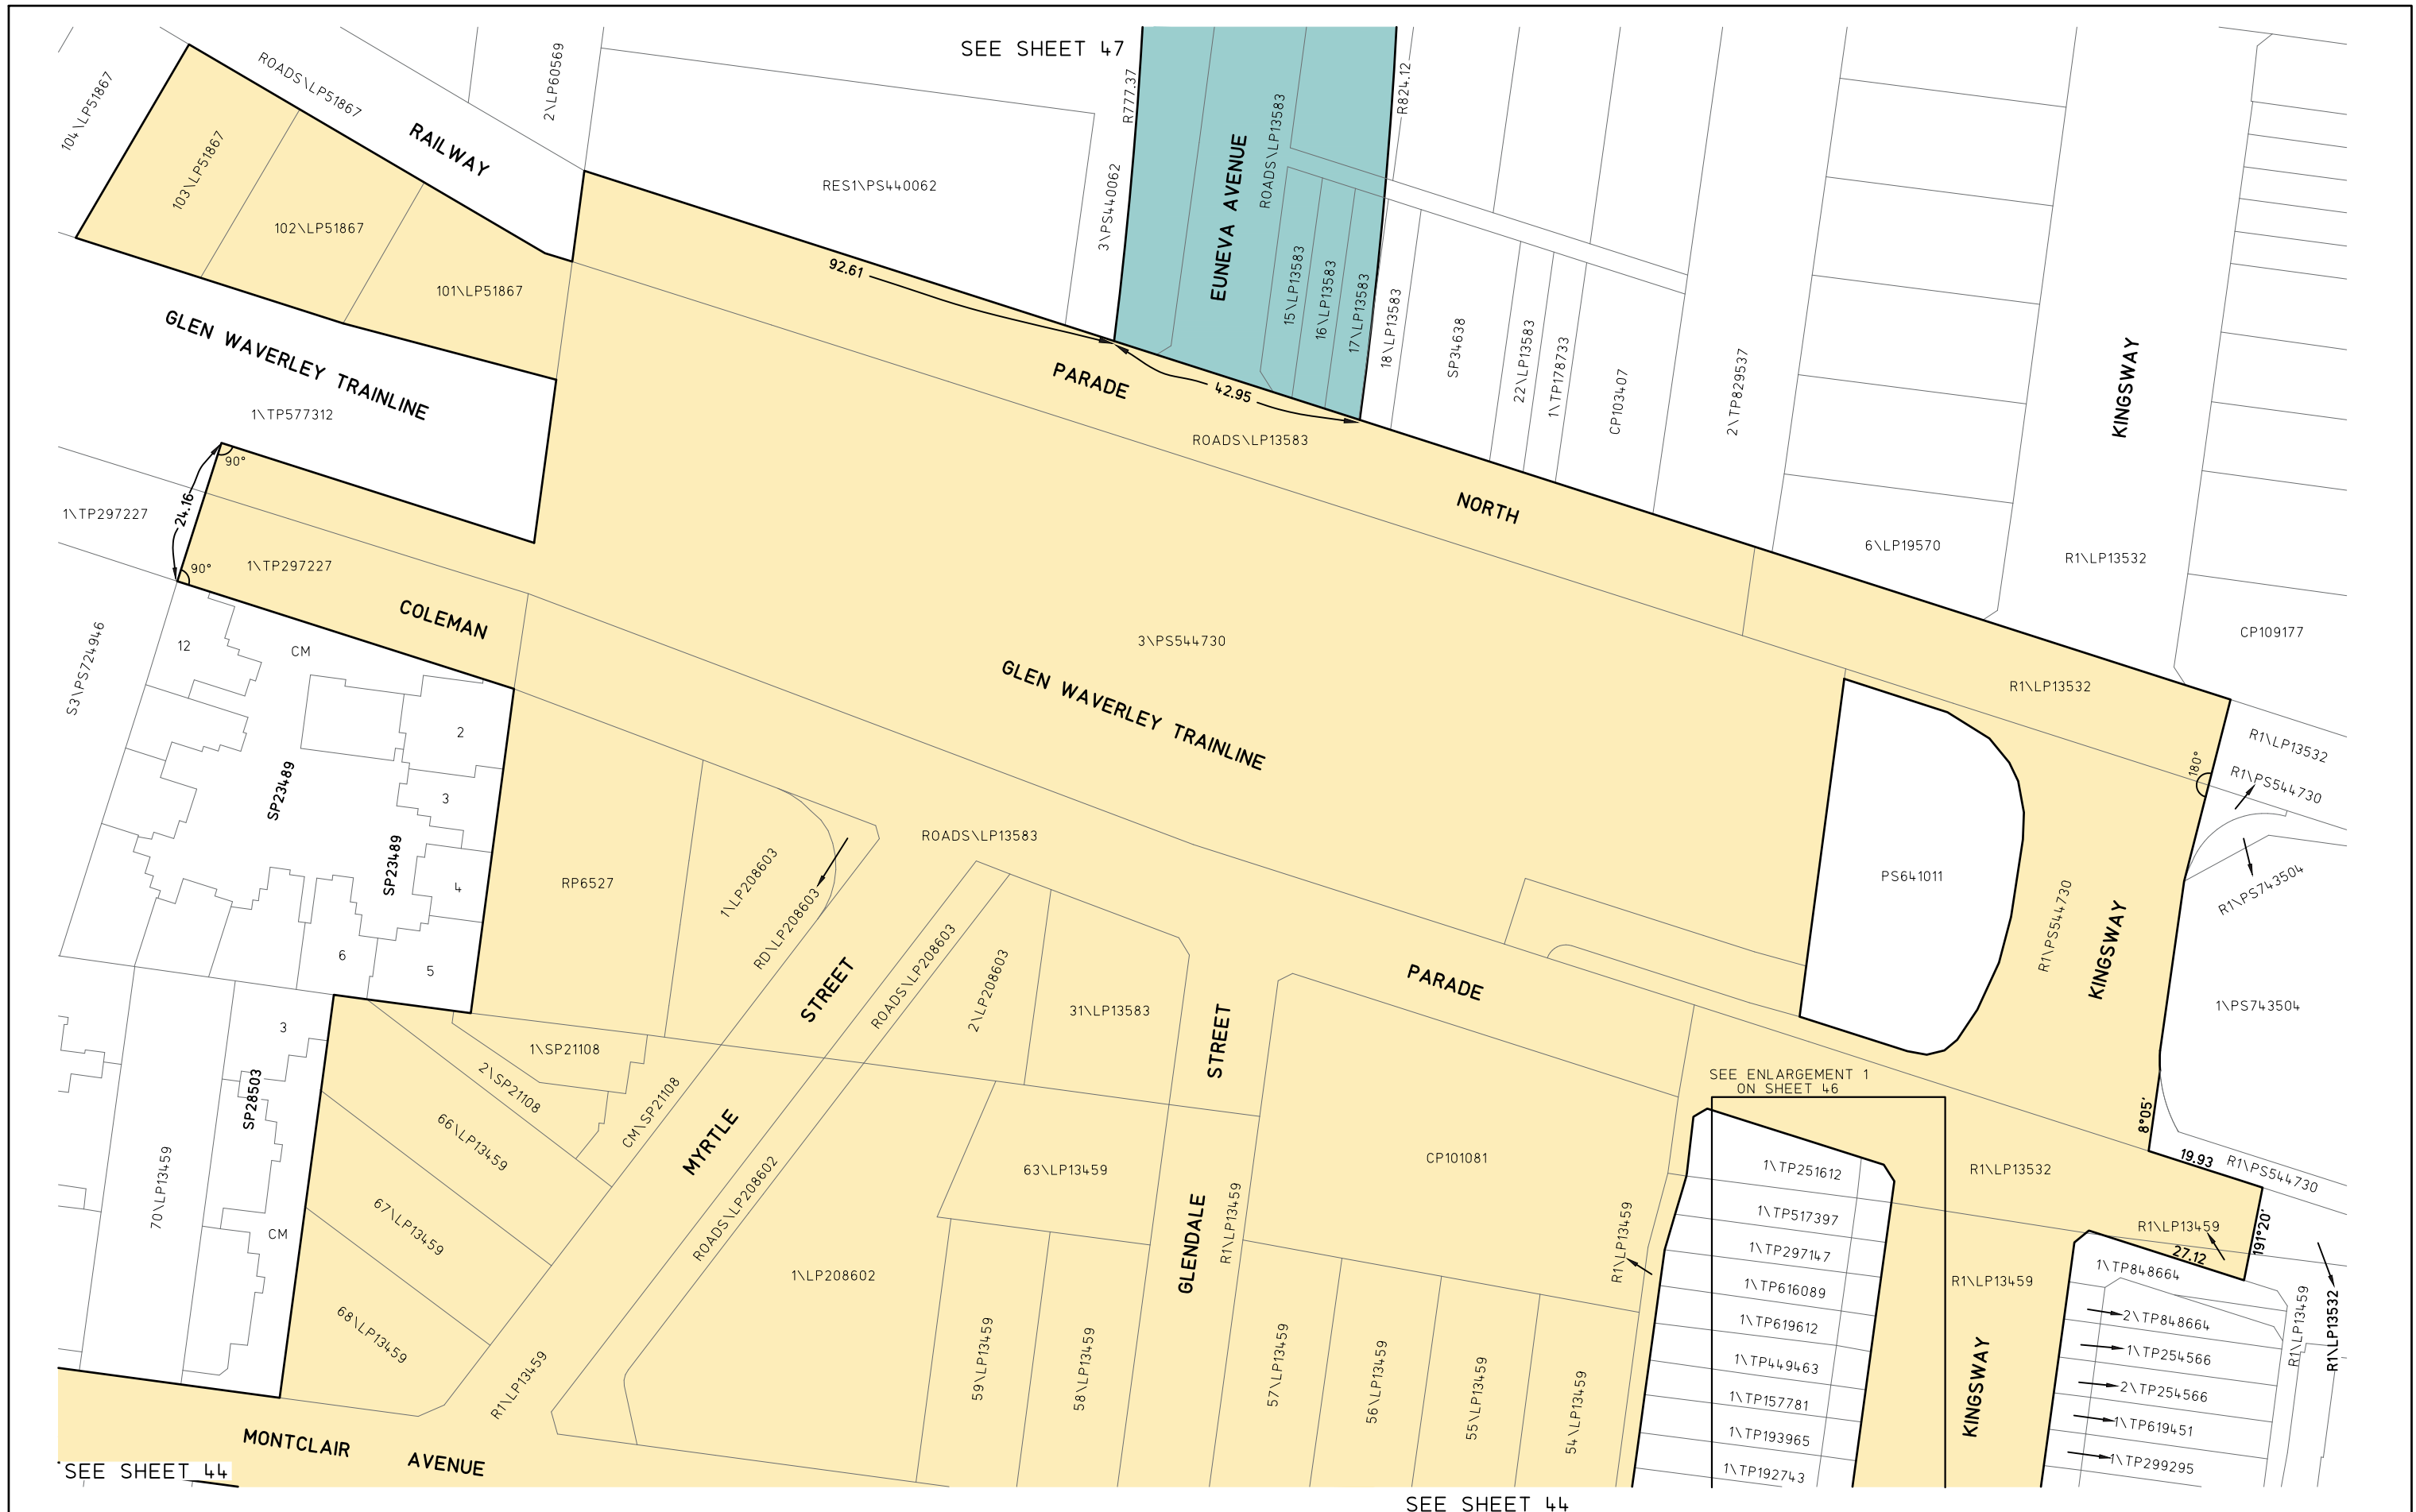 SEE SHEET 47
104\LP51867
ROADS\LP51867
2\LP60569
RAILWAY
103\LP51867
102\LP51867
101\LP51867
RES1\PS440062
R777.37
3\PS440062
EUNEVA AVENUE
ROADS\LP13583
R824.12
15\LP13583
16\LP13583
17\LP13583
18\LP13583
SP34638
22\LP13583
1\TP178733
CP103407
2\TP829537
KINGSWAY
92.61
42.95
GLEN WAVERLEY TRAINLINE
1\TP577312
PARADE
ROADS\LP13583
NORTH
6\LP19570
R1\LP13532
CP109177
90°
24.16
1\TP297227
90°
1\TP297227
COLEMAN
3\PS544730
GLEN WAVERLEY TRAINLINE
R1\LP13532
R1\LP13532
180°
R1\PS544730
R1\PS743504
S3\PS724946
12
CM
2
3
4
5
6
SP23489
SP23489
RP6527
1\LP208603
RD\LP208603
ROADS\LP13583
STREET
ROADS\LP208603
2\LP208603
31\LP13583
STREET
PARADE
PS641011
R1\PS544730
KINGSWAY
1\PS743504
3
SP28503
CM
70\LP13459
1\SP21108
2\SP21108
CM\SP21108
66\LP13459
67\LP13459
68\LP13459
MYRTLE
ROADS\LP208602
1\LP208602
63\LP13459
GLENDALE
R1\LP13459
CP101081
R1\LP13459
SEE ENLARGEMENT 1
ON SHEET 46
8°05'
19.93
R1\PS544730
191°20'
R1\LP13532
R1\LP13459
27.12
1\TP251612
1\TP517397
1\TP297147
1\TP616089
1\TP619612
1\TP449463
1\TP157781
1\TP193965
1\TP192743
R1\LP13459
KINGSWAY
1\TP848664
2\TP848664
1\TP254566
2\TP254566
1\TP619451
1\TP299295
R1\LP13459
R1\LP13532
59\LP13459
58\LP13459
57\LP13459
56\LP13459
55\LP13459
54\LP13459
R1\LP13459
MONTCLAIR
AVENUE
SEE SHEET 44
SEE SHEET 44